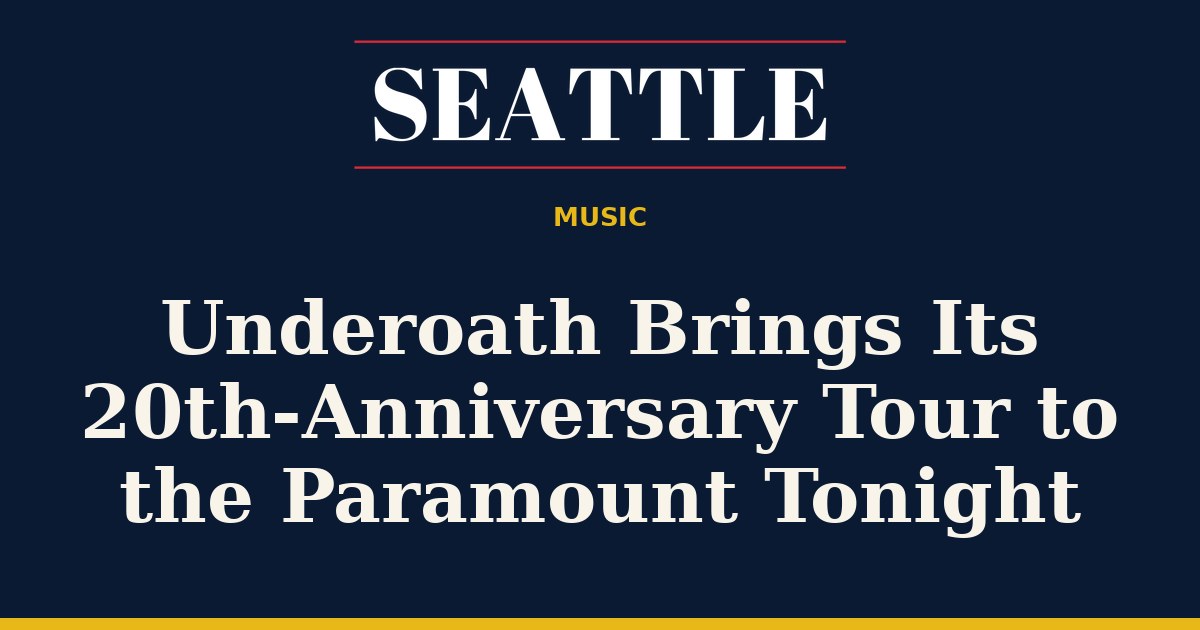 SEATTLE
MUSIC
Underoath Brings Its
20th-Anniversary Tour to
the Paramount Tonight